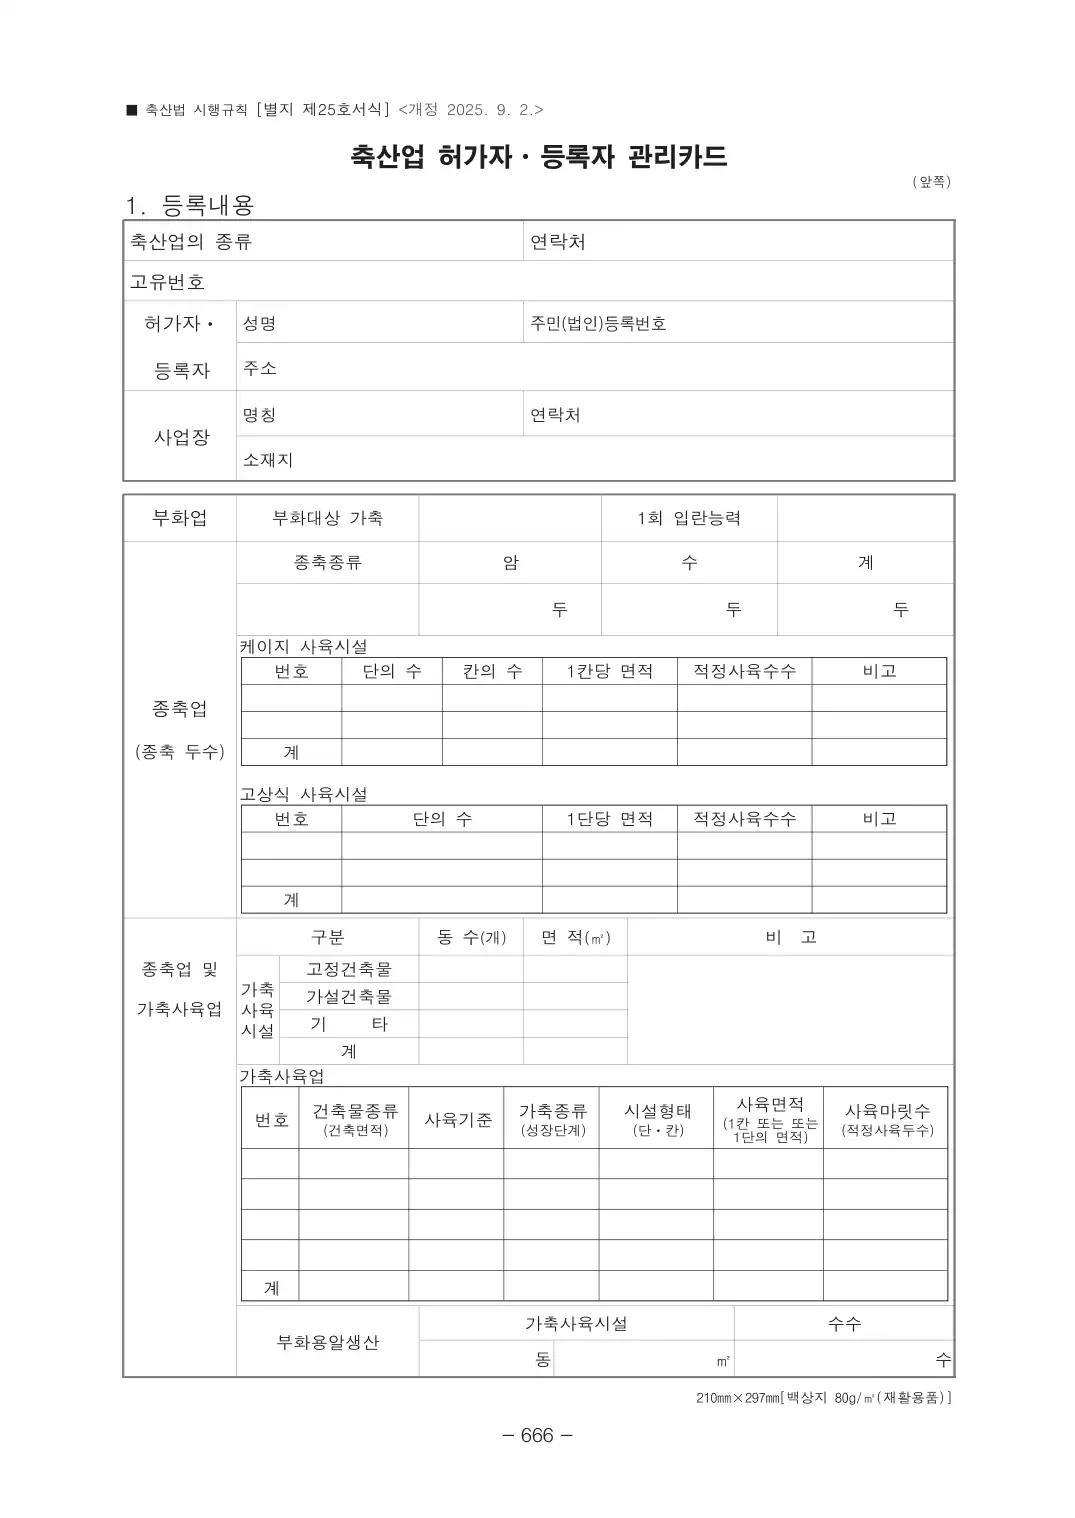 ■ 축산법 시행규칙 [별지 제25호서식] <개정 2025. 9. 2.>
축산업 허가자·등록자 관리카드
(앞쪽)
1. 등록내용
축산업의 종류 연락처
고유번호
허가자· 성명 주민(법인)등록번호
등록자 주소
사업장 명칭 연락처
소재지
부화업 부화대상 가축 1회 입란능력
종축종류 암 수 계
두 두 두
종축업
(종축 두수)
케이지 사육시설
번호 단의 수 칸의 수 1칸당 면적 적정사육수수 비고
계
고상식 사육시설
번호 단의 수 1단당 면적 적정사육수수 비고
계
종축업 및
가축사육업
구분 동 수(개) 면 적(㎡) 비 고
가축
사육
시설
고정건축물
가설건축물
기 타
계
가축사육업
번호 건축물종류 사육기준 가축종류 시설형태 사육면적 사육마릿수
(건축면적) (성장단계) (단·칸) (1칸 또는 또는 (적정사육두수)
1단의 면적)
계
부화용알생산 가축사육시설 수수
동 ㎡ 수
210㎜×297㎜[백상지 80g/㎡(재활용품)]
- 666 -